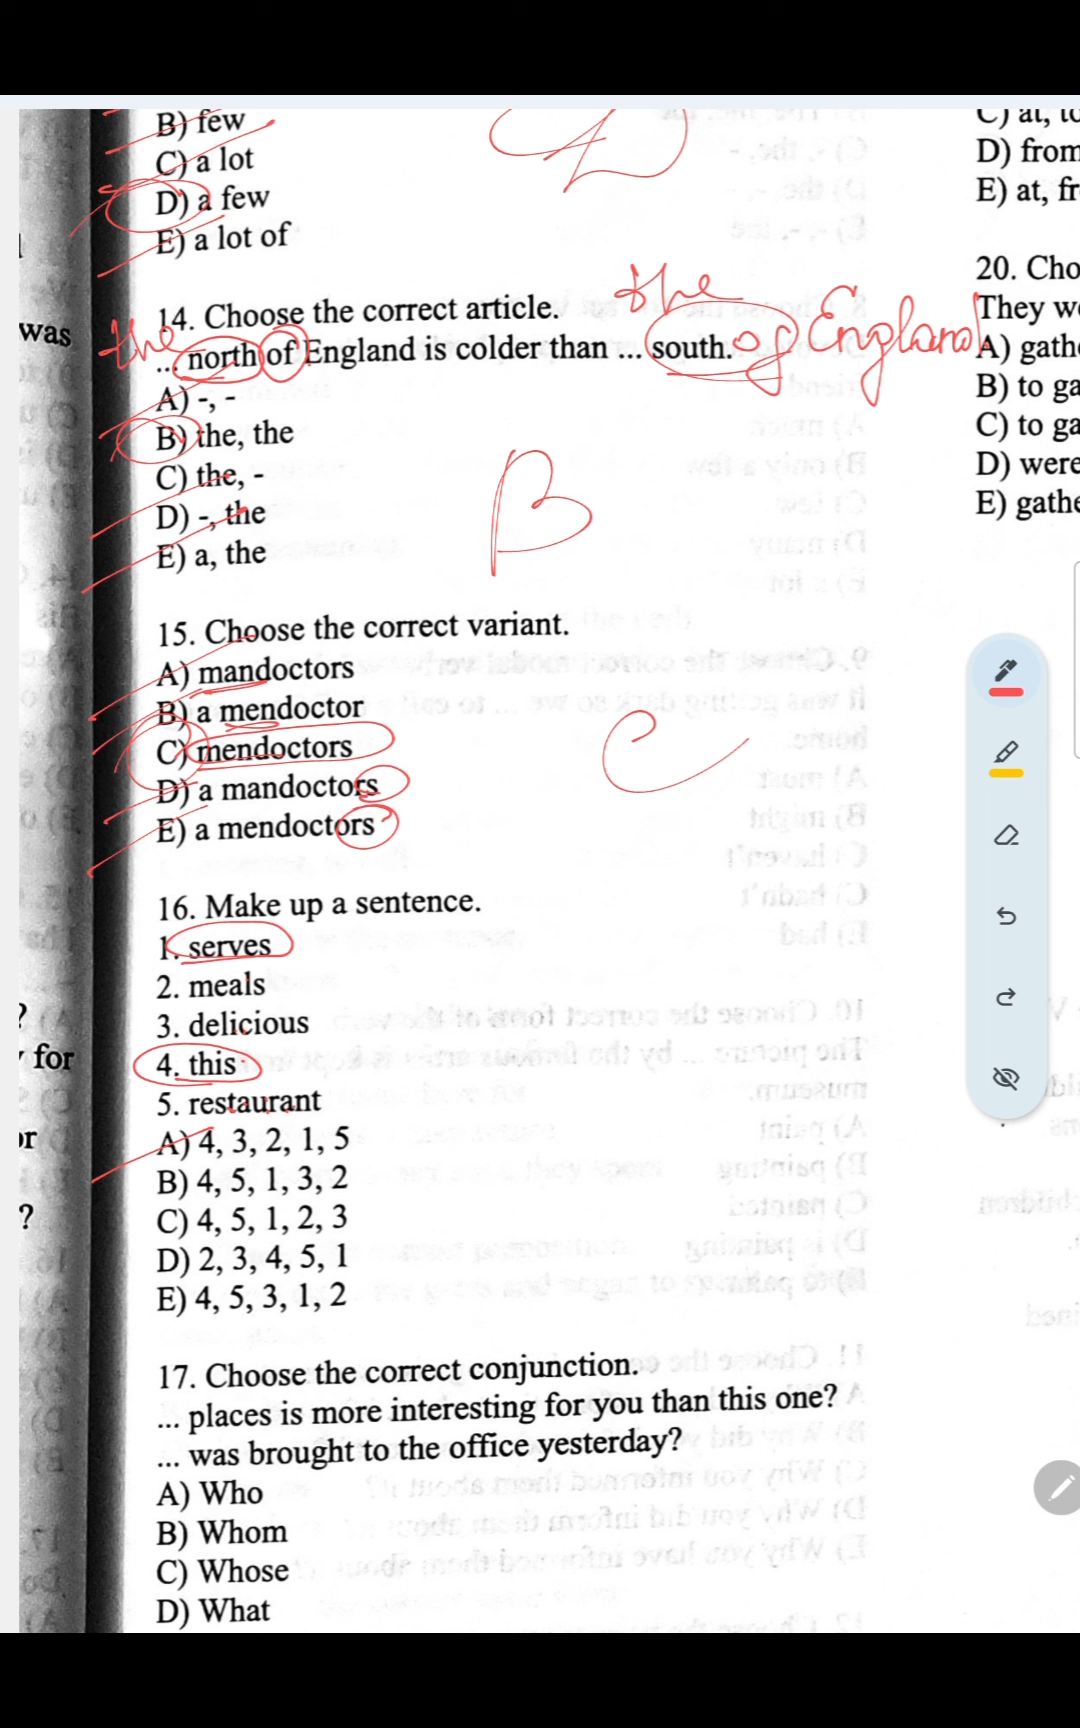 B) few
C) a lot
D) a few
E) a lot of
was
the
the
of England
14. Choose the correct article.
... north of England is colder than ... south.
A) -, -
B) the, the
C) the, -
D) -, the
E) a, the
B
15. Choose the correct variant.
A) mandoctors
B) a mendoctor
C) mendoctors
D) a mandoctors
E) a mendoctors
C
16. Make up a sentence.
1. serves
2. meals
3. delicious
4. this
5. restaurant
A) 4, 3, 2, 1, 5
B) 4, 5, 1, 3, 2
C) 4, 5, 1, 2, 3
D) 2, 3, 4, 5, 1
E) 4, 5, 3, 1, 2
? 
for
or
?
17. Choose the correct conjunction.
... places is more interesting for you than this one?
... was brought to the office yesterday?
A) Who
B) Whom
C) Whose
D) What
C) at, to
D) from
E) at, fr
20. Cho
They we
A) gath
B) to ga
C) to ga
D) were
E) gathe